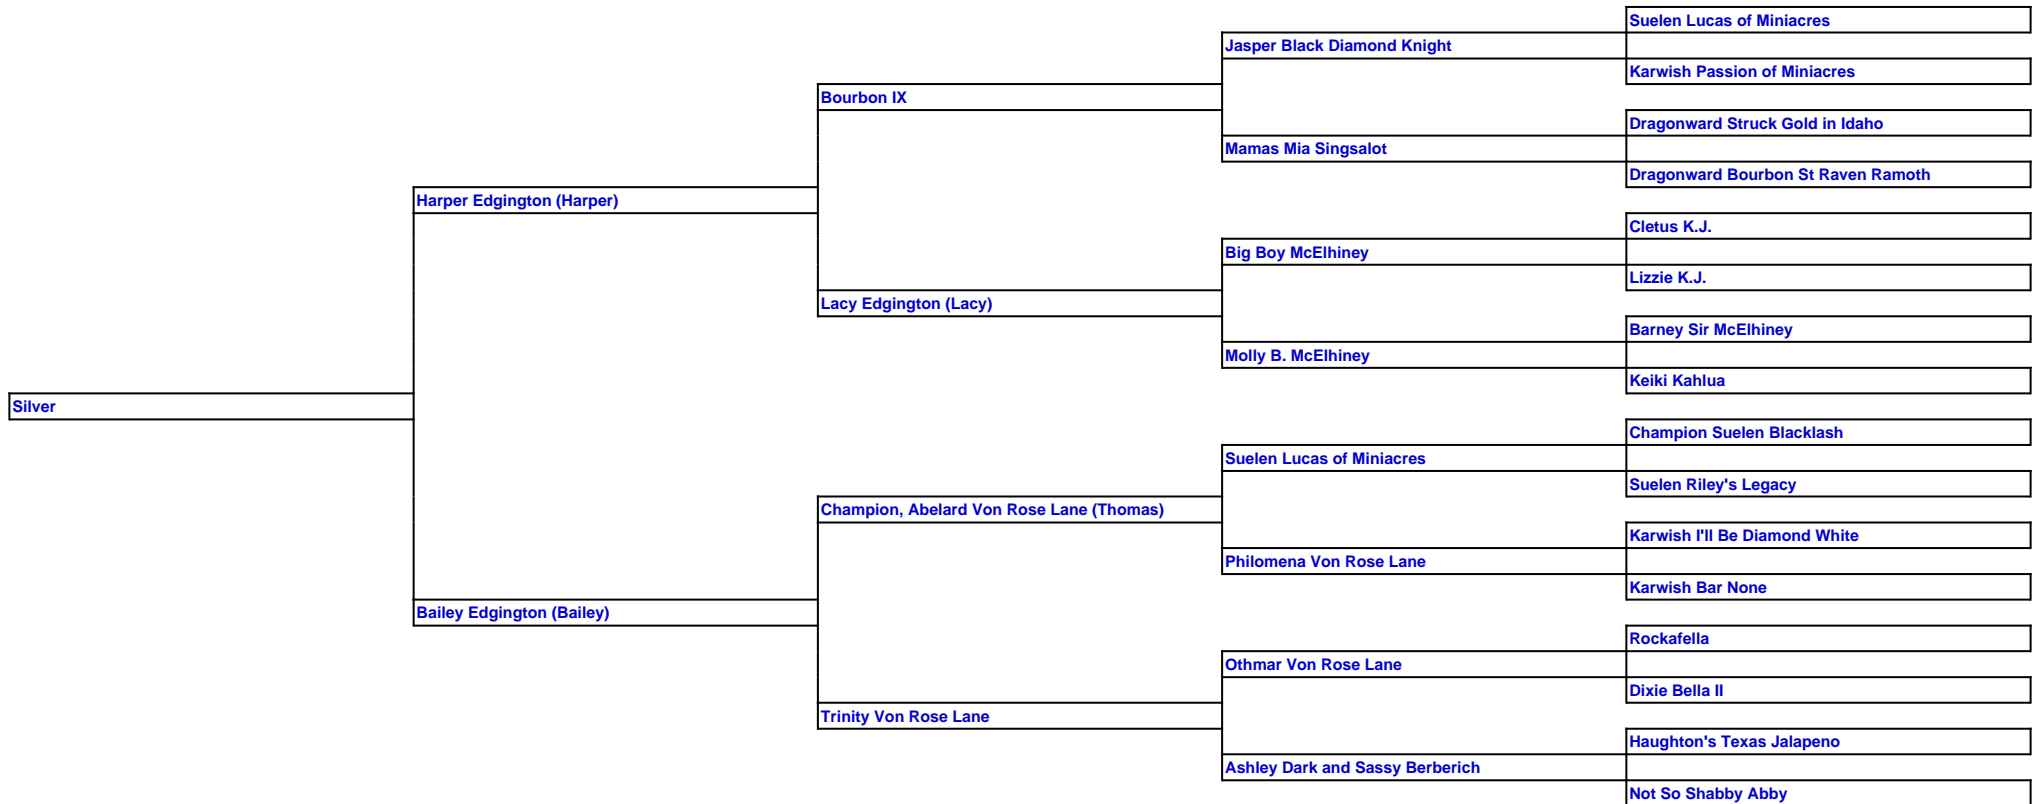 Suelen Lucas of Miniacres
Jasper Black Diamond Knight
Karwish Passion of Miniacres
Bourbon IX
Dragonward Struck Gold in Idaho
Mamas Mia Singsalot
Dragonward Bourbon St Raven Ramoth
Harper Edgington (Harper)
Cletus K.J.
Big Boy McElhiney
Lizzie K.J.
Lacy Edgington (Lacy)
Barney Sir McElhiney
Molly B. McElhiney
Keiki Kahlua
Silver
Champion Suelen Blacklash
Suelen Lucas of Miniacres
Suelen Riley's Legacy
Champion, Abelard Von Rose Lane (Thomas)
Karwish I'll Be Diamond White
Philomena Von Rose Lane
Karwish Bar None
Bailey Edgington (Bailey)
Rockafella
Othmar Von Rose Lane
Dixie Bella II
Trinity Von Rose Lane
Haughton's Texas Jalapeno
Ashley Dark and Sassy Berberich
Not So Shabby Abby